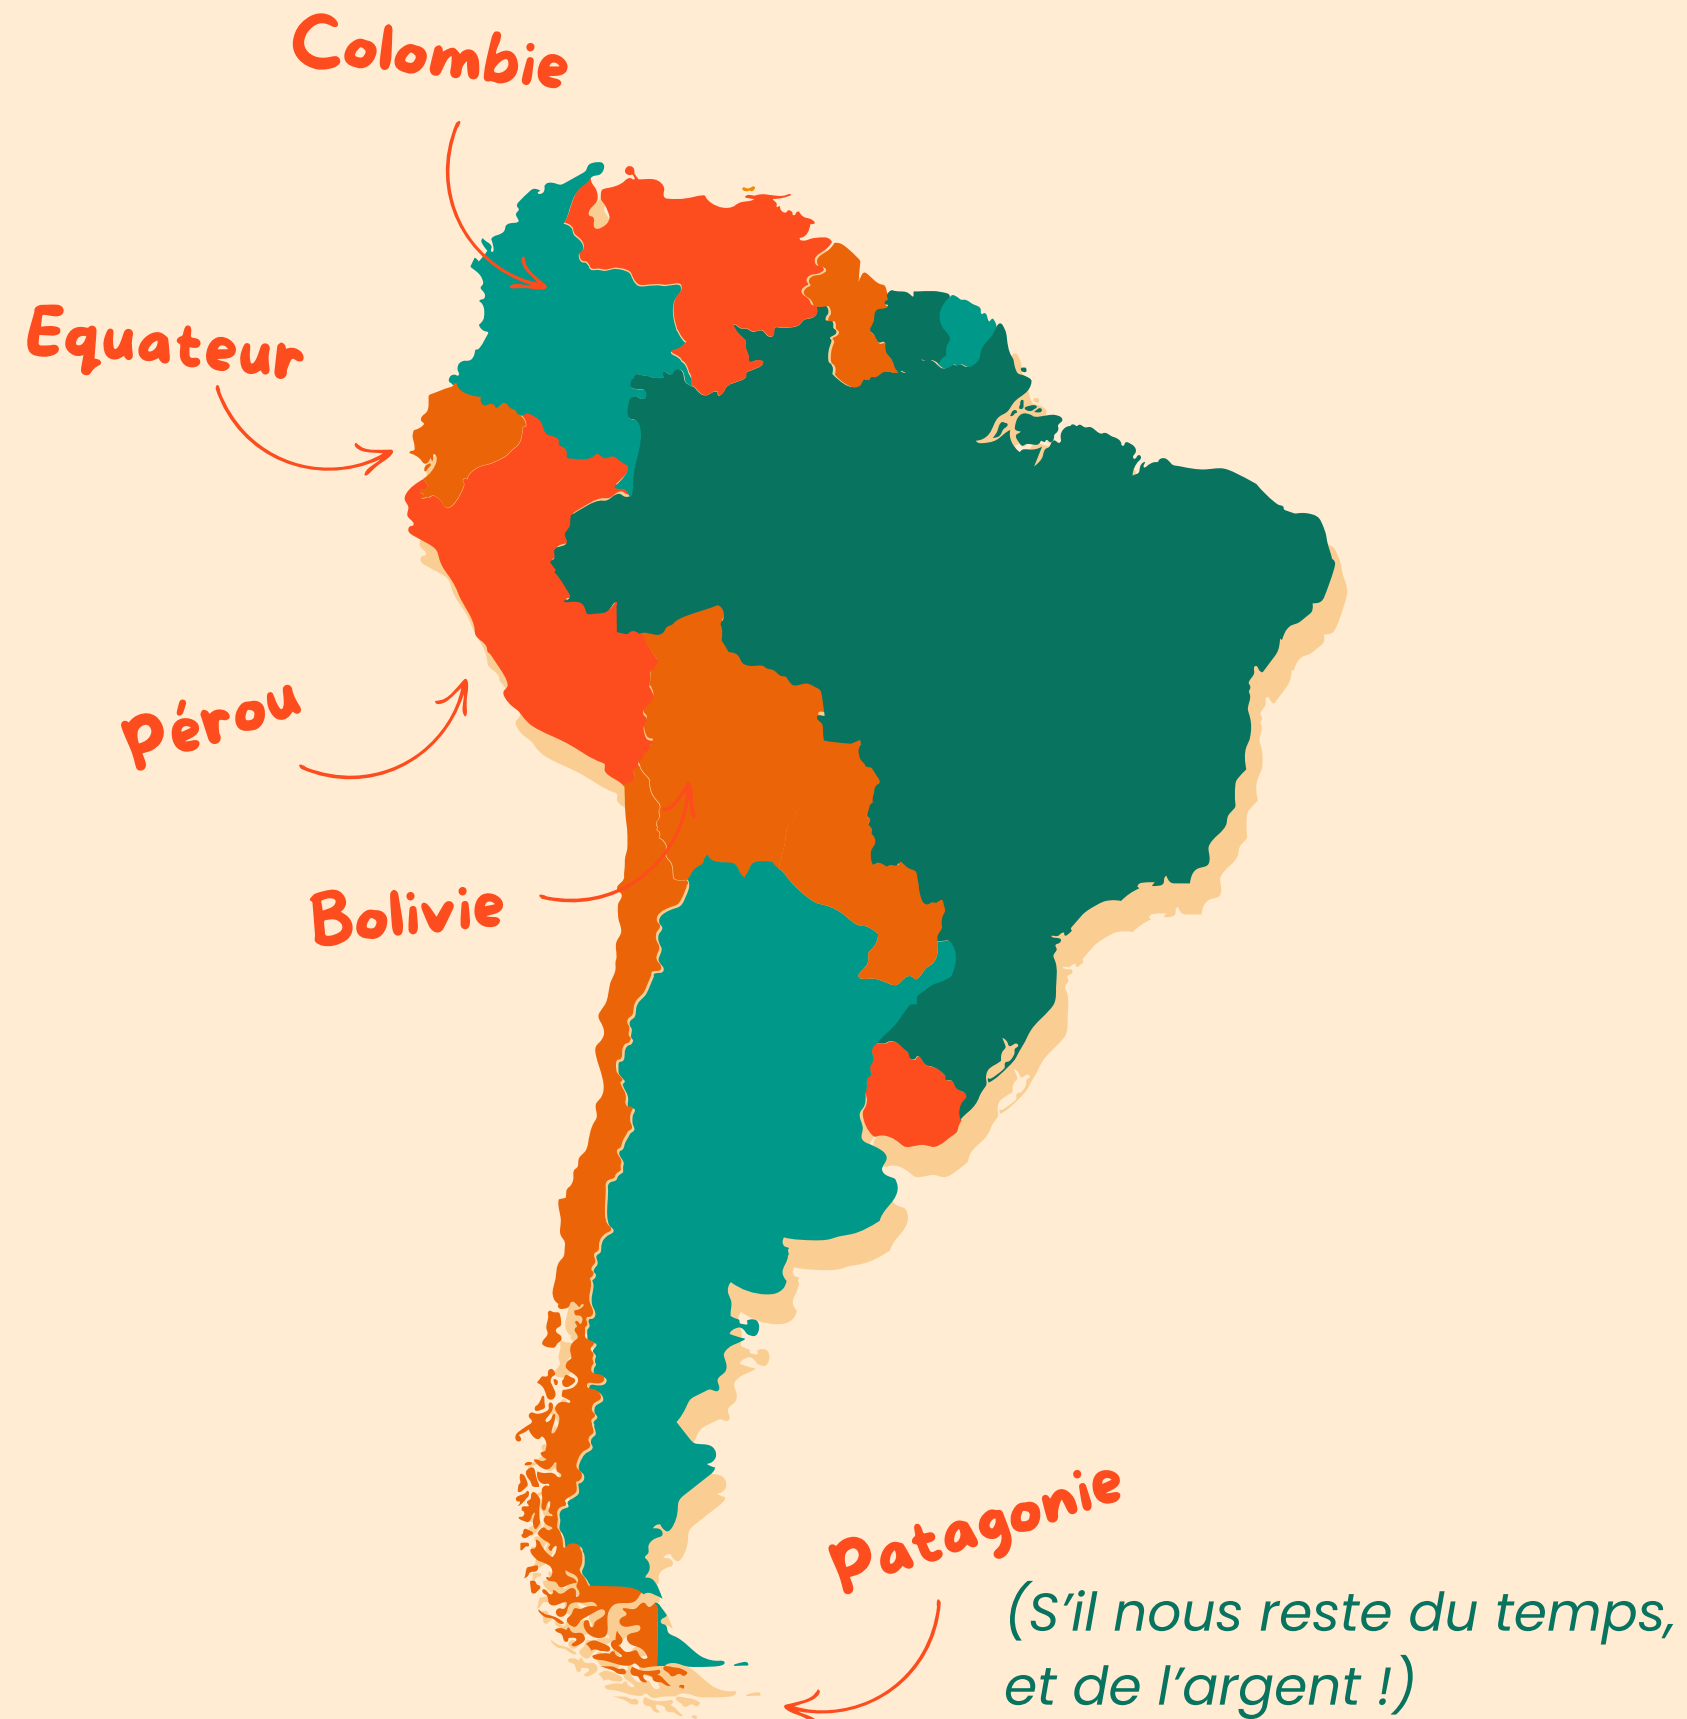 Colombie
Equateur
Pérou
Bolivie
Patagonie
(S'il nous reste du temps,
et de l'argent !)